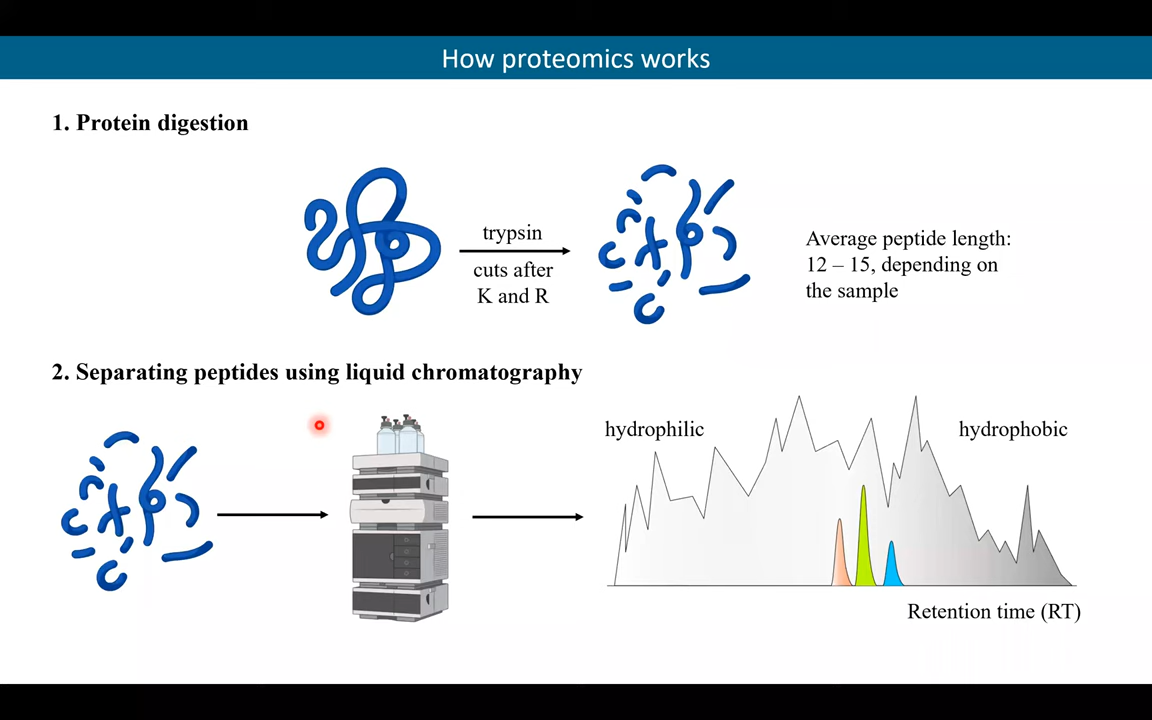 How proteomics works
1. Protein digestion
trypsin
cuts after
K and R
Average peptide length:
12 – 15, depending on
the sample
2. Separating peptides using liquid chromatography
hydrophilic
hydrophobic
Retention time (RT)